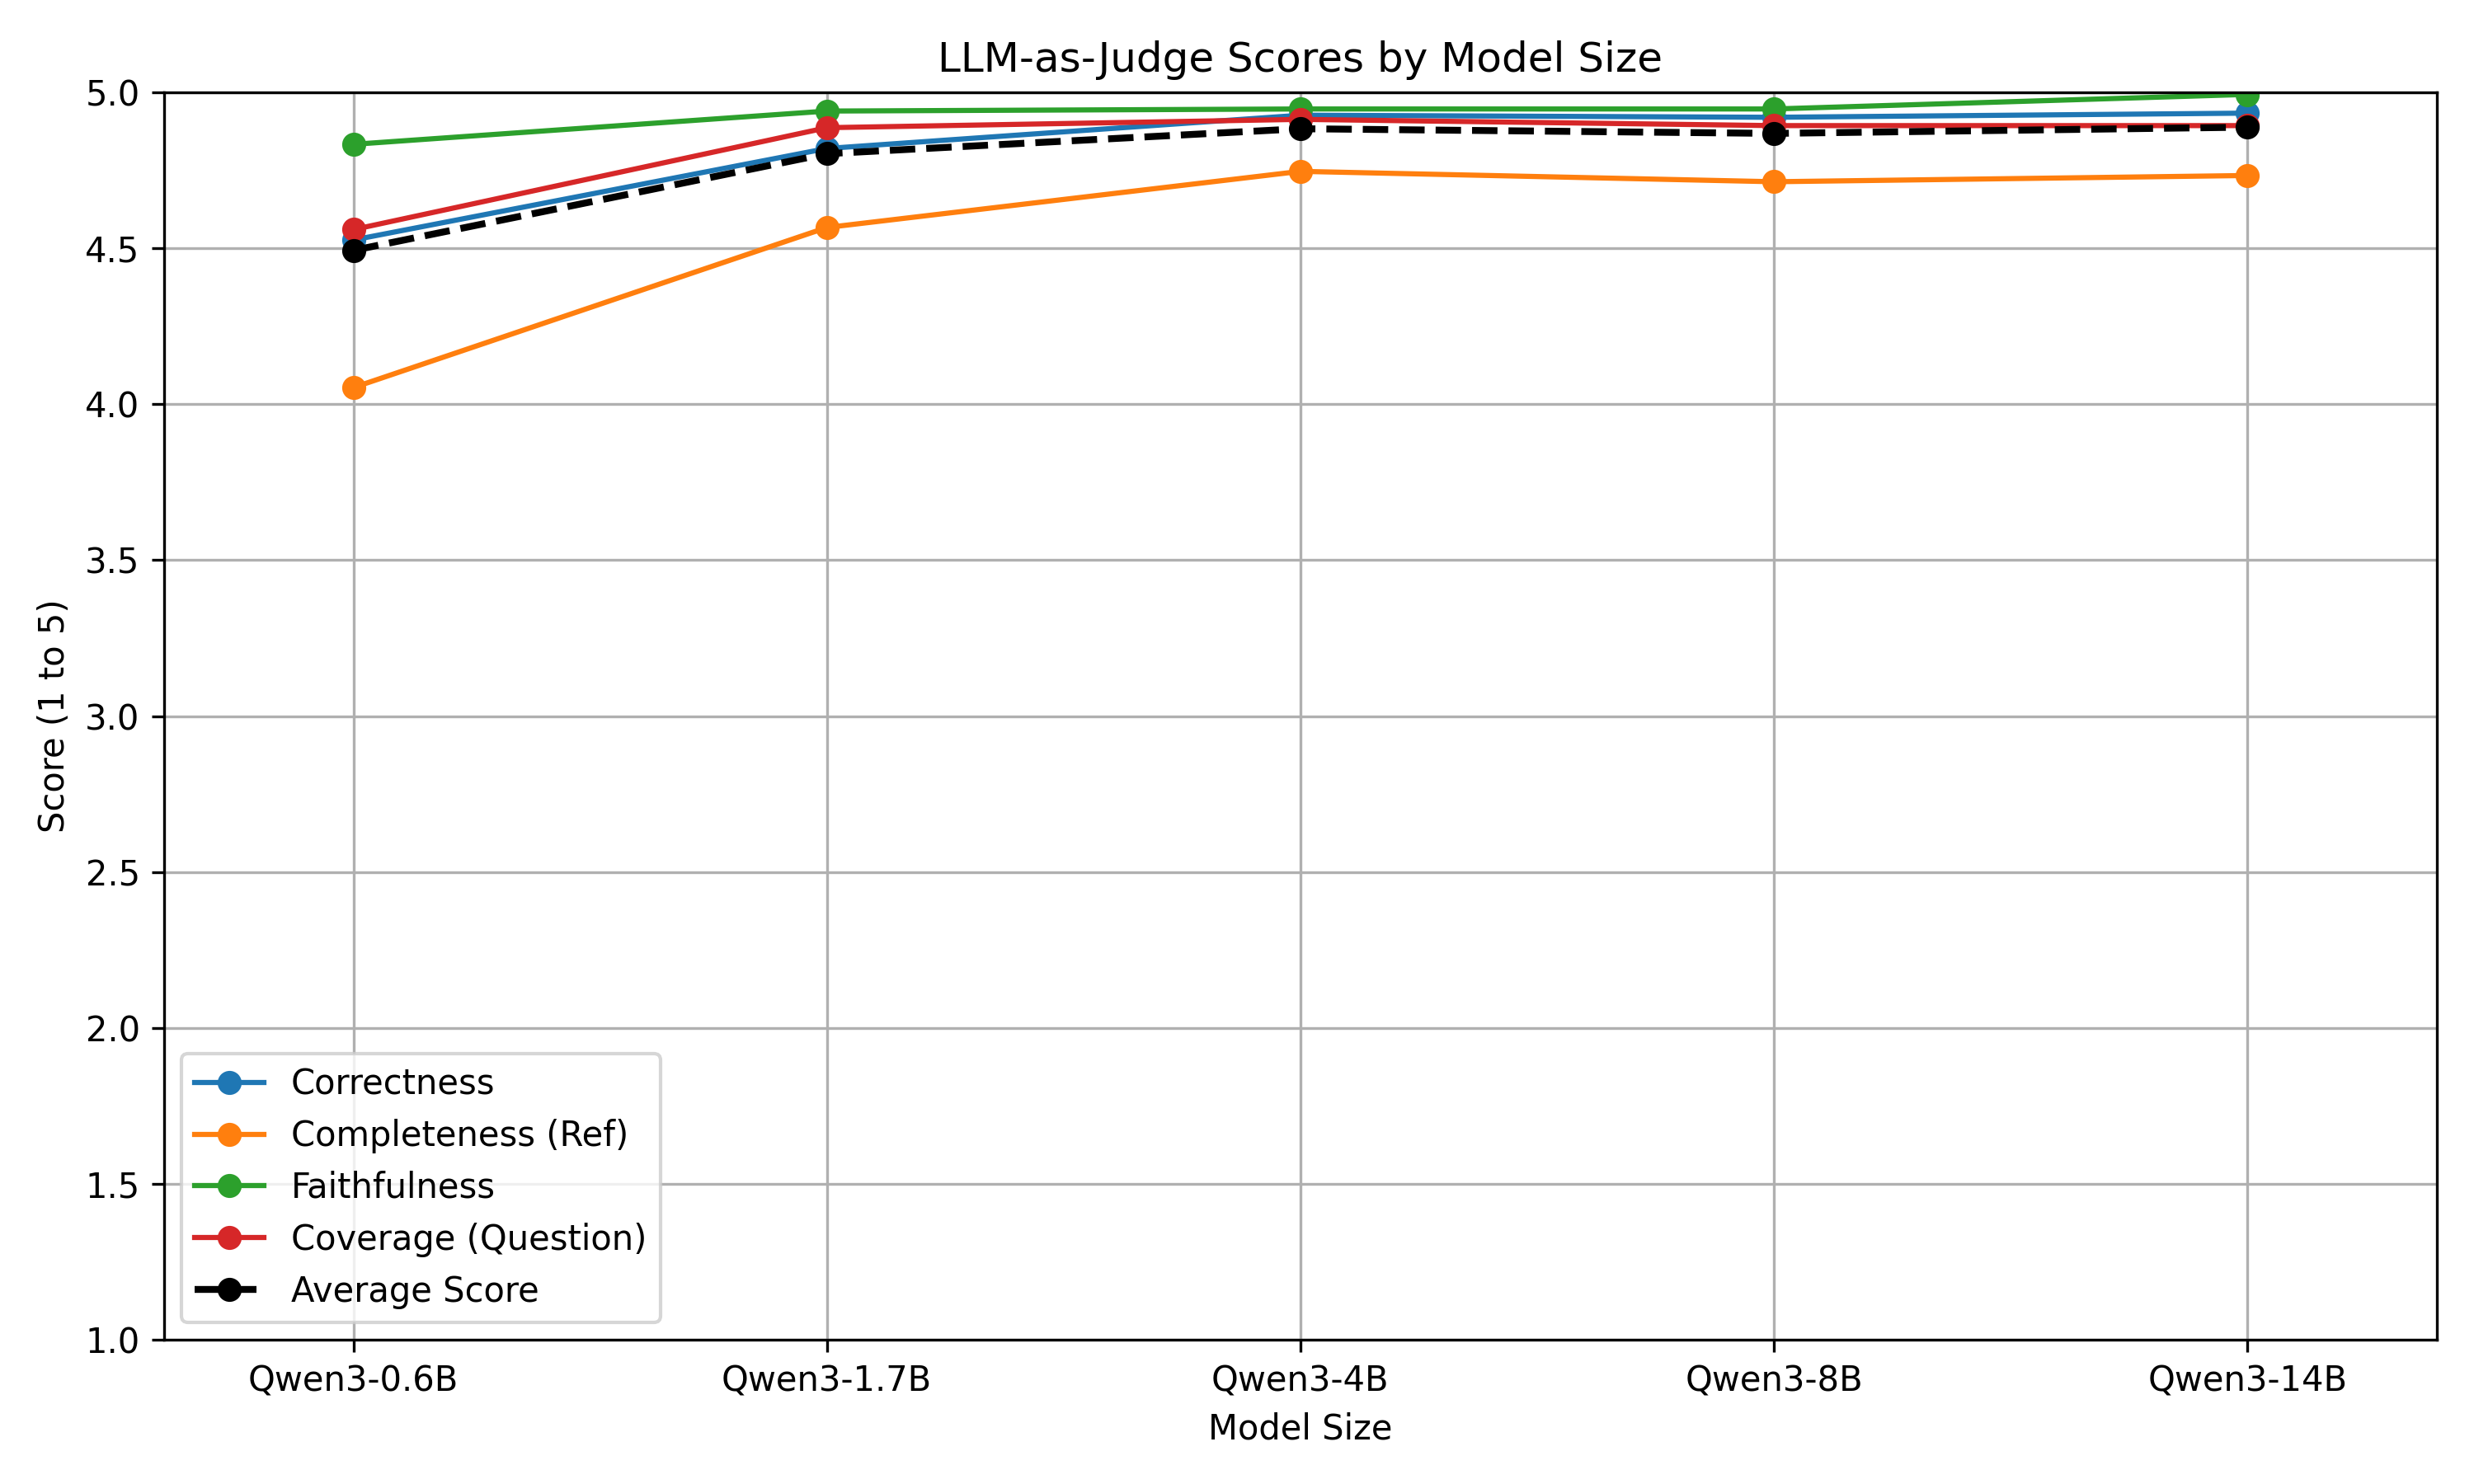 LLM-as-Judge Scores by Model Size
5.0
4.5
4.0
3.5
3.0
2.5
2.0
1.5
1.0
Score (1 to 5)
Correctness
Completeness (Ref)
Faithfulness
Coverage (Question)
Average Score
Qwen3-0.6B Qwen3-1.7B Qwen3-4B Qwen3-8B Qwen3-14B
Model Size